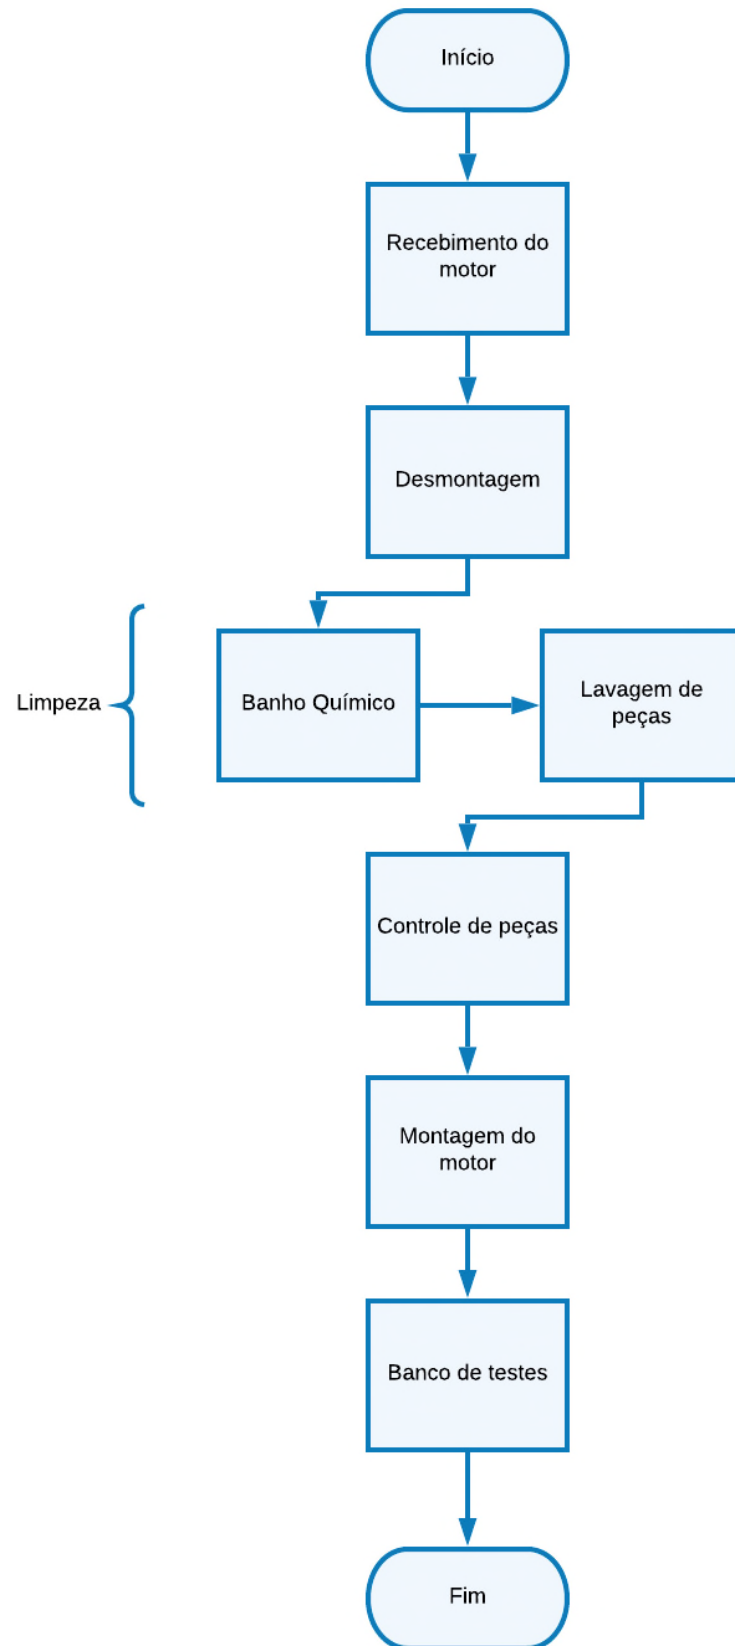 Início
Recebimento do
motor
Desmontagem
Limpeza
Banho Químico
Lavagem de
peças
Controle de peças
Montagem do
motor
Banco de testes
Fim